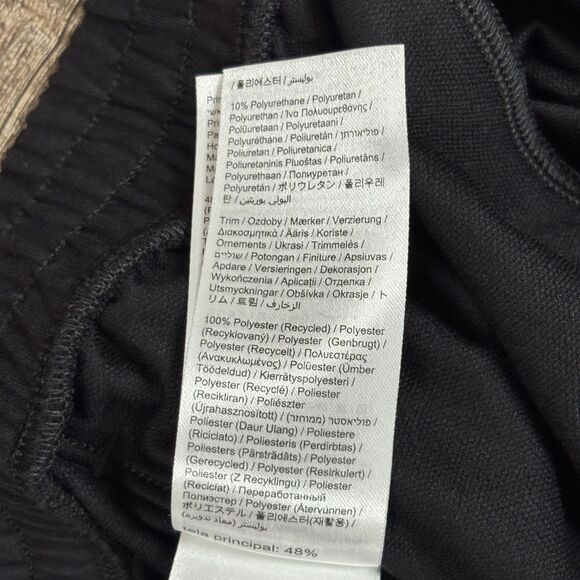 / 폴리에스터 / بوليستر
10% Polyurethane / Polyuretan /
Polyurethan / Ίνα Πολυουρεθάνης /
Polüuretaan / Polyuretaani /
Polyuréthane / פוליאוריתן / Poliuretán /
Poliuretan / Poliuretanica /
Poliuretaninis Pluoštas / Poliuretāns /
Polyurethaan / Полиуретан /
Polyuretán / ポリウレタン / 폴리우레
탄 / البولي يوريثين
Trim / Ozdoby / Mærker / Verzierung /
Διακοσμητικά / Ääris / Koriste /
Ornements / Ukrasi / Trimmelés /
שוליים / Potongan / Finiture / Apsiuvas /
Apdare / Versieringen / Dekorasjon /
Wykończenia / Aplicații / Отделка /
Utsmyckningar / Obšívka / Okrasje / ト
リム / 트림 / الزخارف
100% Polyester (Recycled) / Polyester
(Recyklovaný) / Polyester (Genbrugt) /
Polyester (Recycelt) / Πολυεστέρας
(Ανακυκλωμένος) / Polüester (Ümber
Töödeldud) / Kierrätyspolyesteri /
Polyester (Recyclé) / Poliester
(Recikliran) / Poliészter
(Újrahasznosított) / פוליאסטר (ממוחזר) /
Poliester (Daur Ulang) / Poliestere
(Riciclato) / Poliesteris (Perdirbtas) /
Poliesters (Pārstrādāts) / Polyester
(Gerecycled) / Polyester (Resirkulert) /
Poliester (Z Recyklingu) / Poliester
(Reciclat) / Переработанный
Полиэстер / Polyester (Återvunnen) /
ポリエステル / 폴리에스터(재활용) /
بوليستر (معاد تدويره)
tela principal: 48%